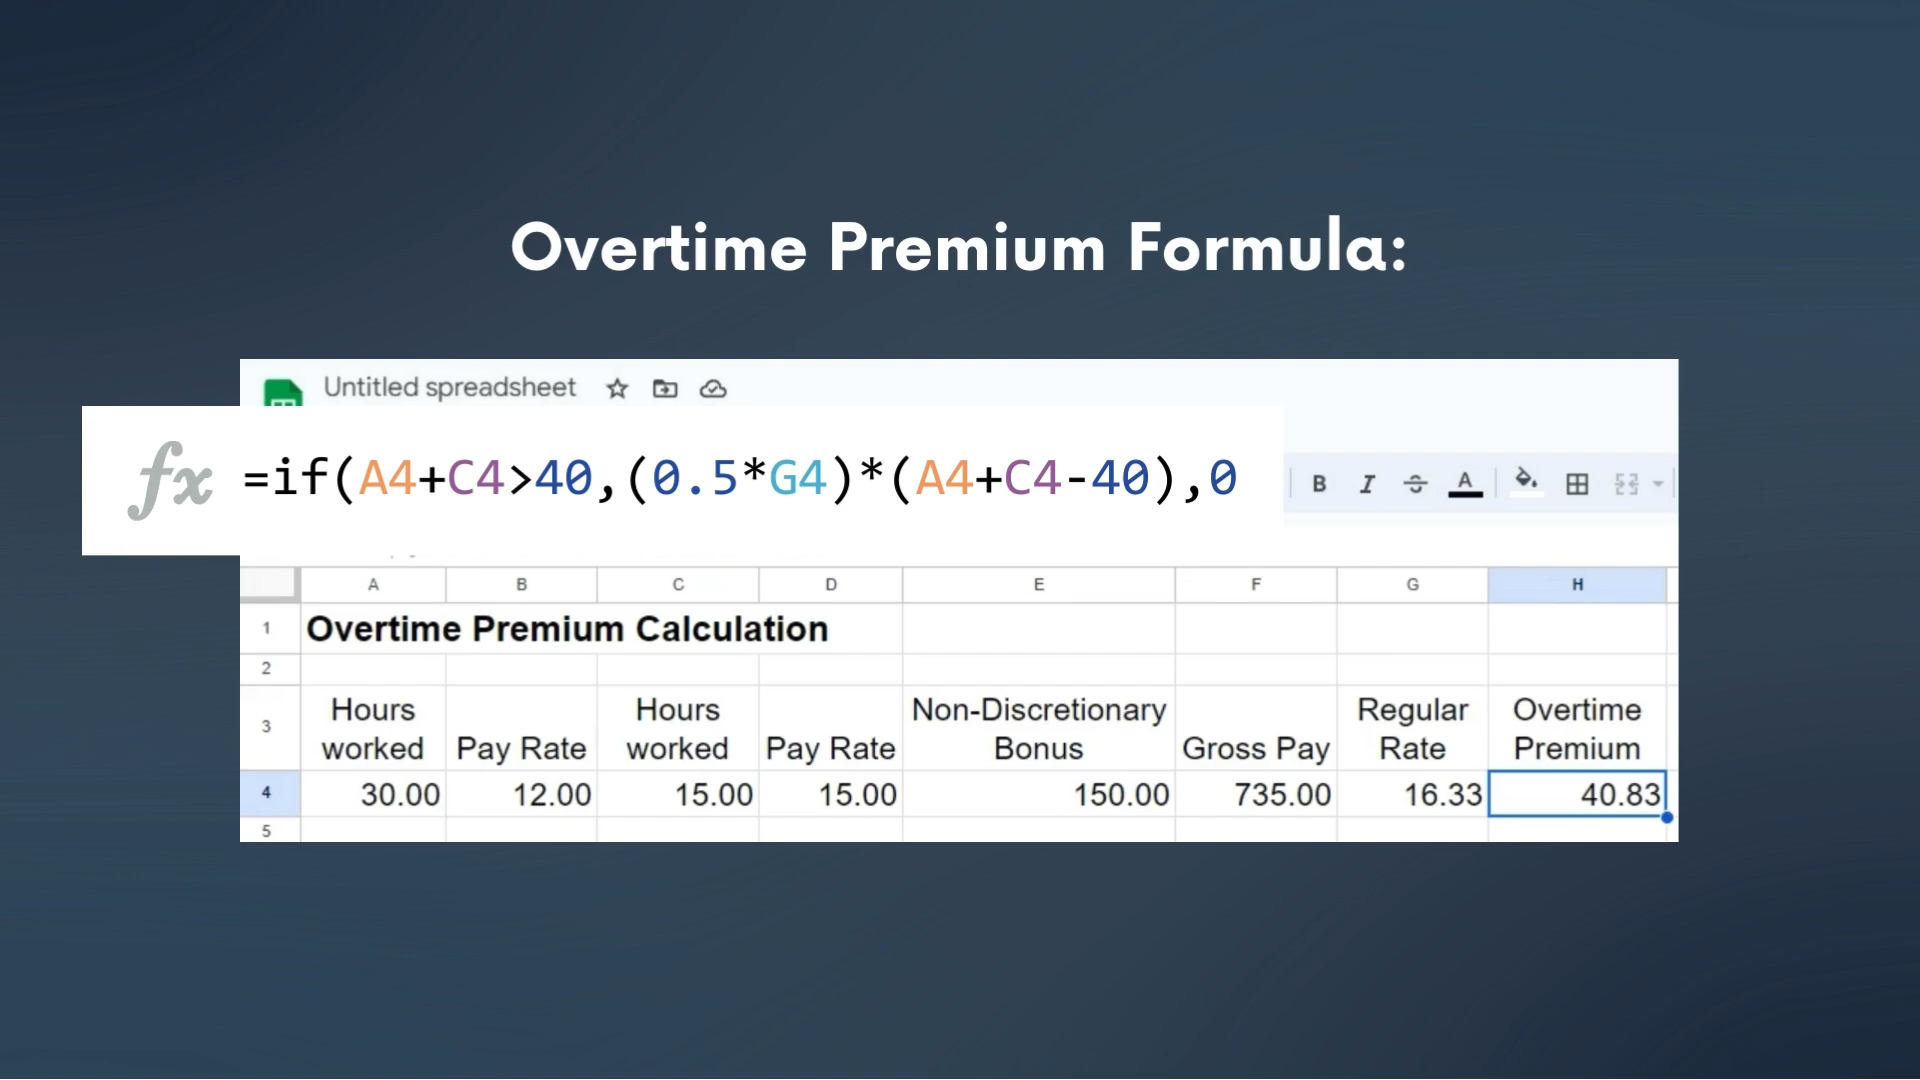 Overtime Premium Formula:
Untitled spreadsheet
fx =if(A4+C4>40,(0.5*G4)*(A4+C4-40),0
B I S A
A B C D E F G H
1 Overtime Premium Calculation
2
3 Hours worked Pay Rate Hours worked Pay Rate Non-Discretionary Bonus Gross Pay Regular Rate Overtime Premium
4 30.00 12.00 15.00 15.00 150.00 735.00 16.33 40.83
5